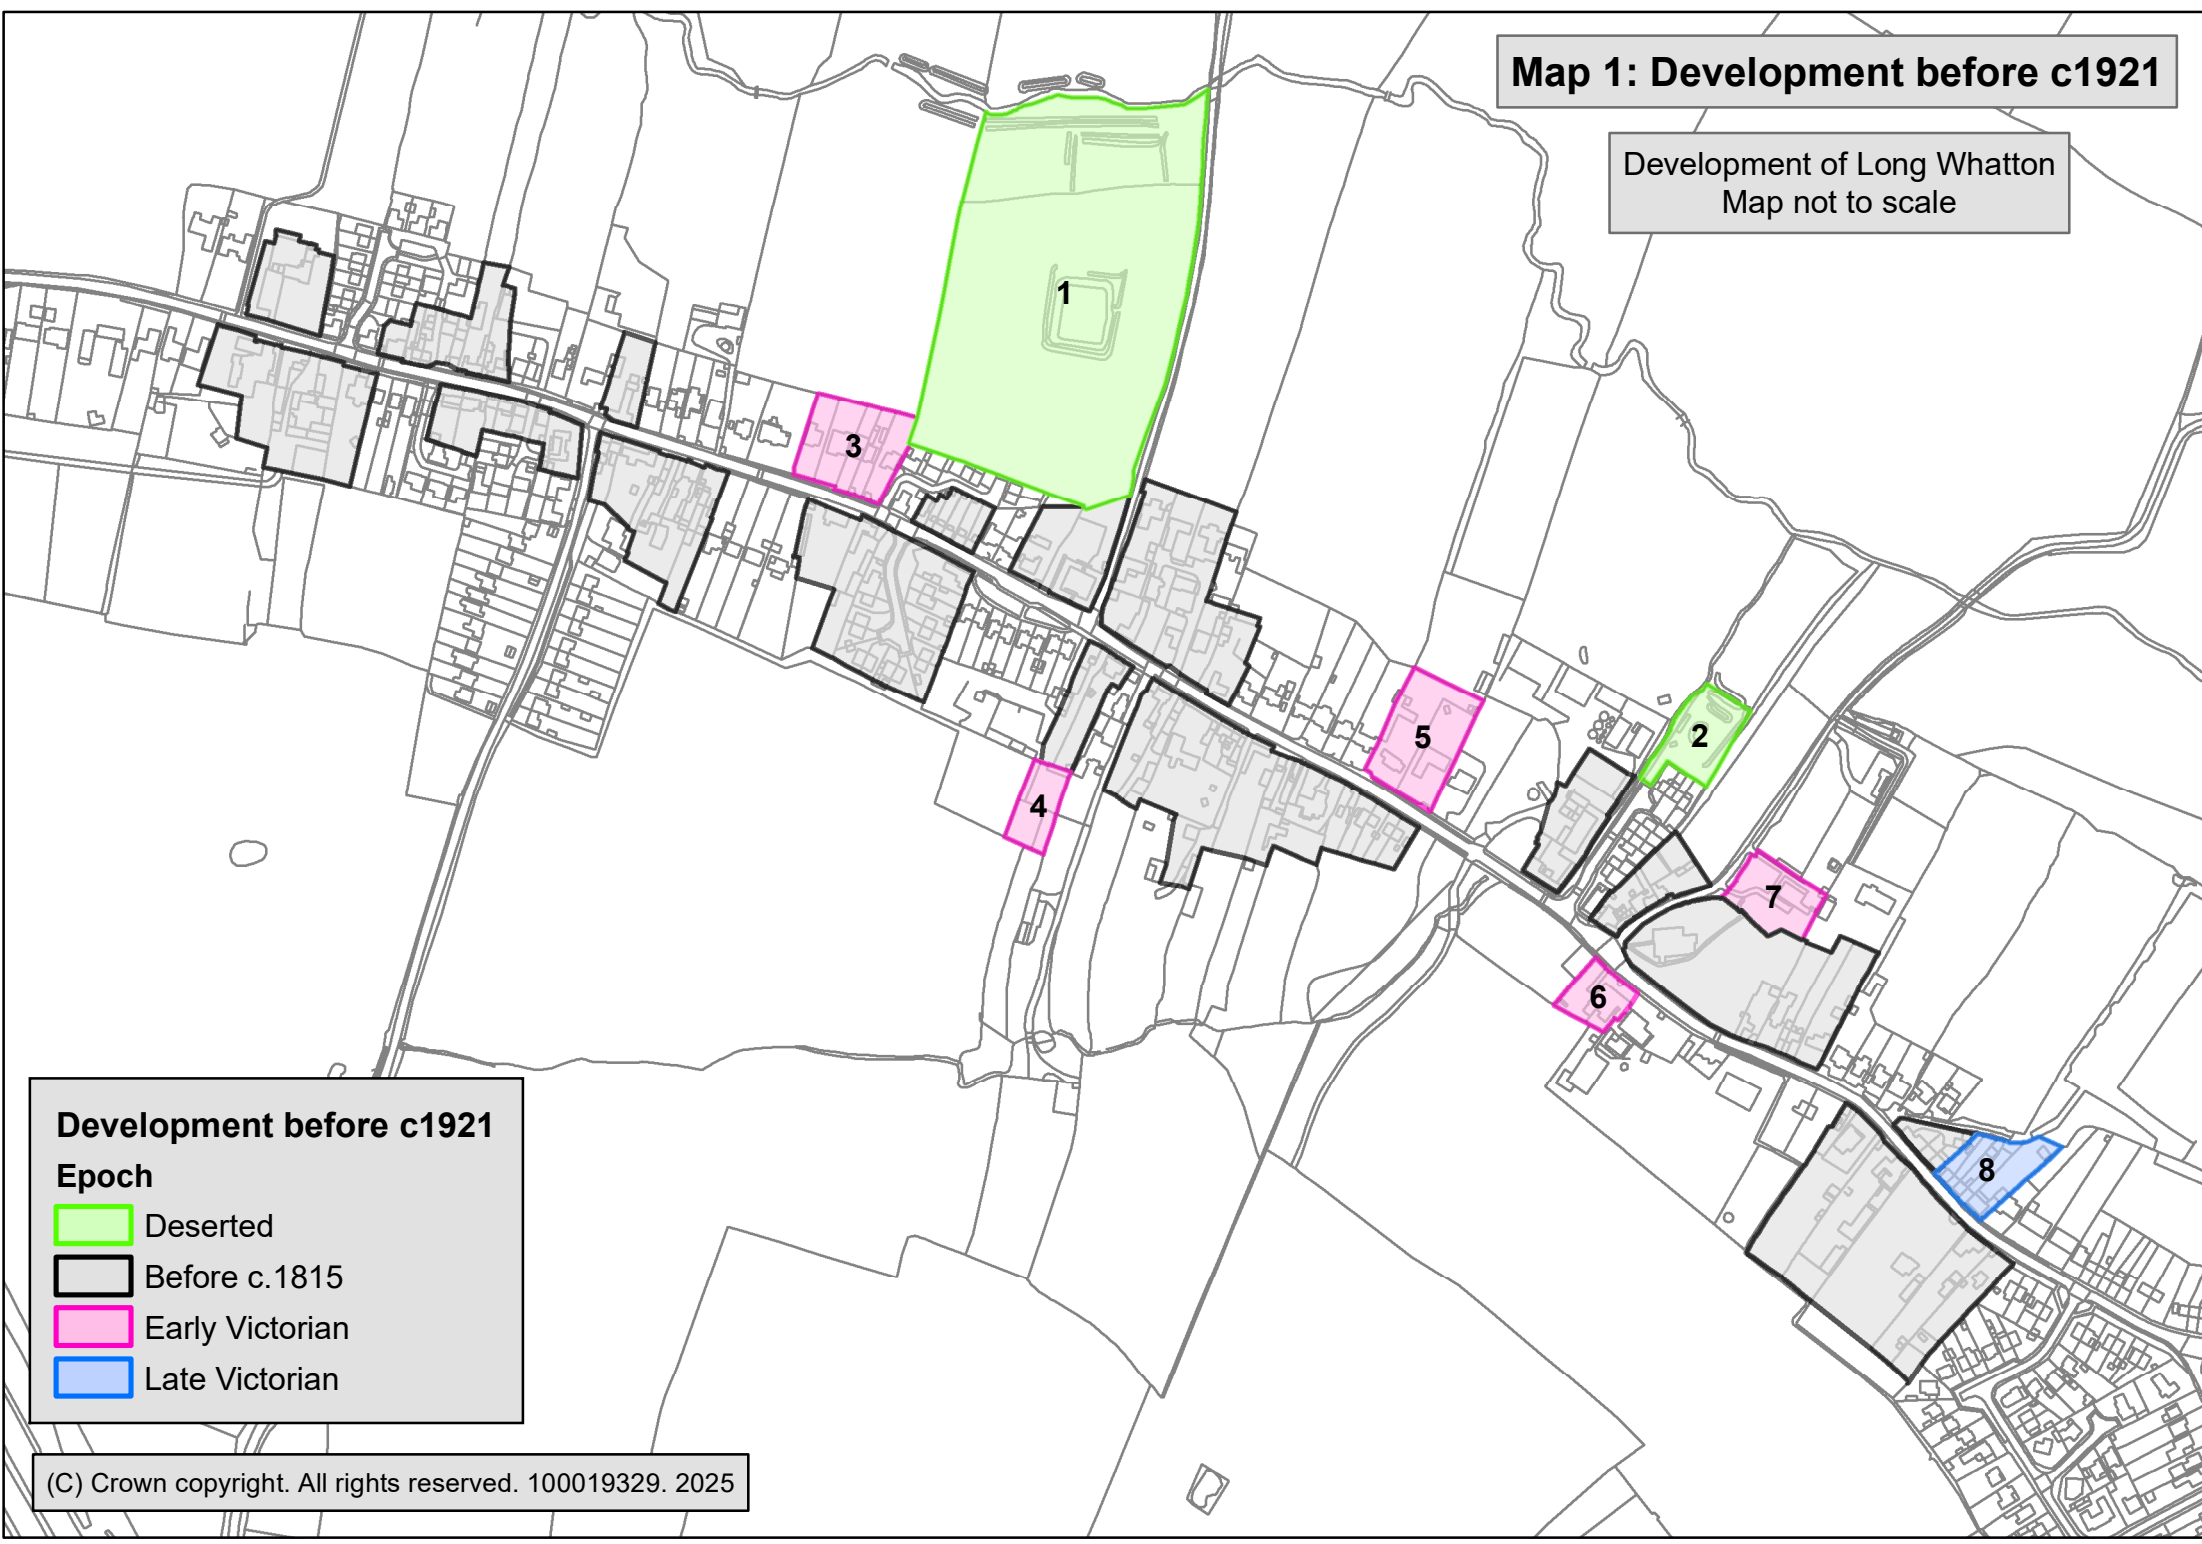 Map 1: Development before c1921
Development of Long Whatton
Map not to scale
1
2
3
4
5
6
7
8
Development before c1921
Epoch
Deserted
Before c.1815
Early Victorian
Late Victorian
(C) Crown copyright. All rights reserved. 100019329. 2025